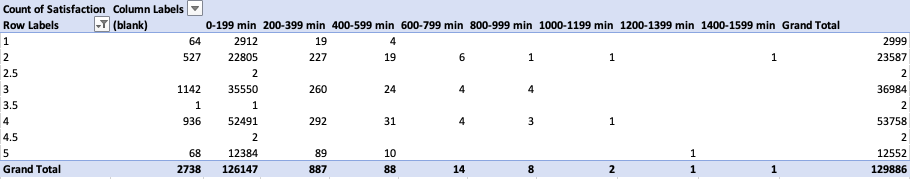 Count of Satisfaction Column Labels
Row Labels (blank) 0-199 min 200-399 min 400-599 min 600-799 min 800-999 min 1000-1199 min 1200-1399 min 1400-1599 min Grand Total
1 64 2912 19 4 2999
2 527 22805 227 19 6 1 1 1 23587
2.5 2 2
3 1142 35550 260 24 4 4 36984
3.5 1 1 2
4 936 52491 292 31 4 3 1 53758
4.5 2 2
5 68 12384 89 10 1 12552
Grand Total 2738 126147 887 88 14 8 2 1 1 129886